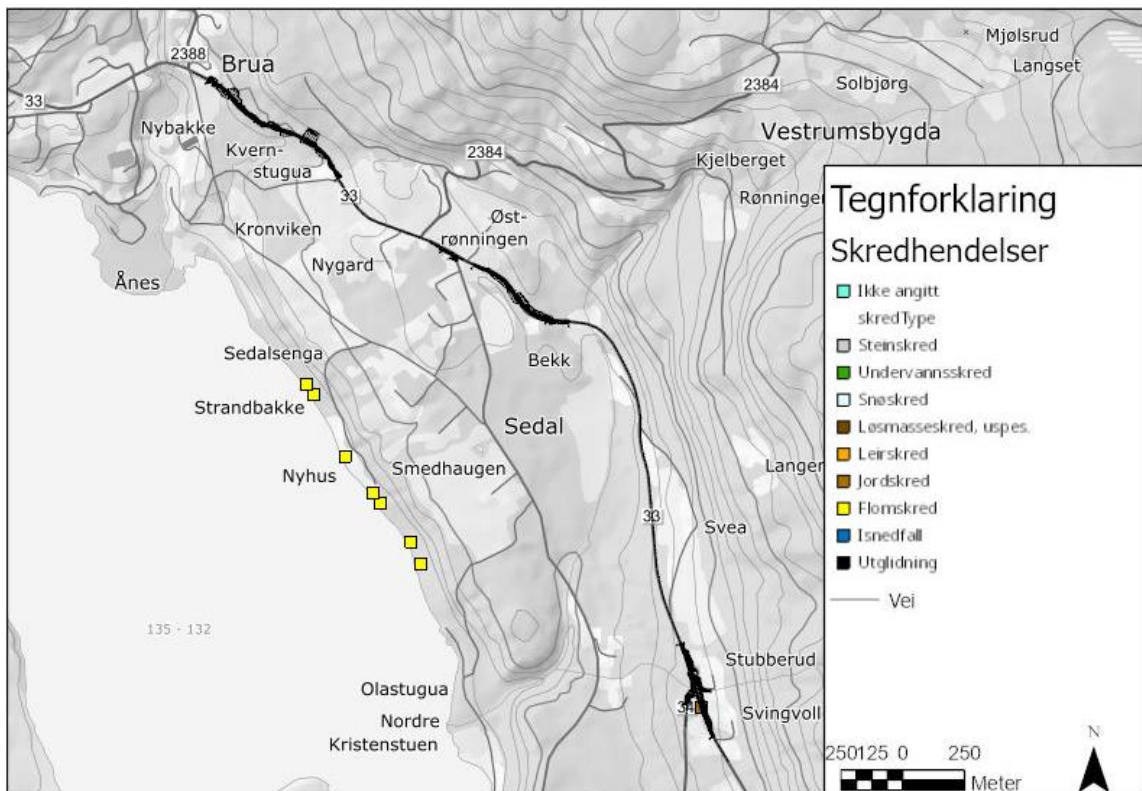 Mjølsrud
2388
Brua
Langset
2384
Solbjørg
33
Nybakke
Vestrumsbygda
Kvern-
stugua
2384
Kjelberget
33
Rønningen
Øst-
rønningen
Kronviken
Nygard
Ånes
Bekk
Sedalsenga
Strandbakke
Sedal
Smedhaugen
Nyhus
Langer
33
Svea
135 - 132
Stubberud
Olastugua
34
Svingvoll
Nordre
Kristenstuen
Tegnforklaring
Skredhendelser
Ikke angitt
skredType
Steinskred
Undervannsskred
Snøskred
Løsmasseskred, uspes.
Leirskred
Jordskred
Flomskred
Isnedfall
Utglidning
Vei
N
250125 0 250
Meter